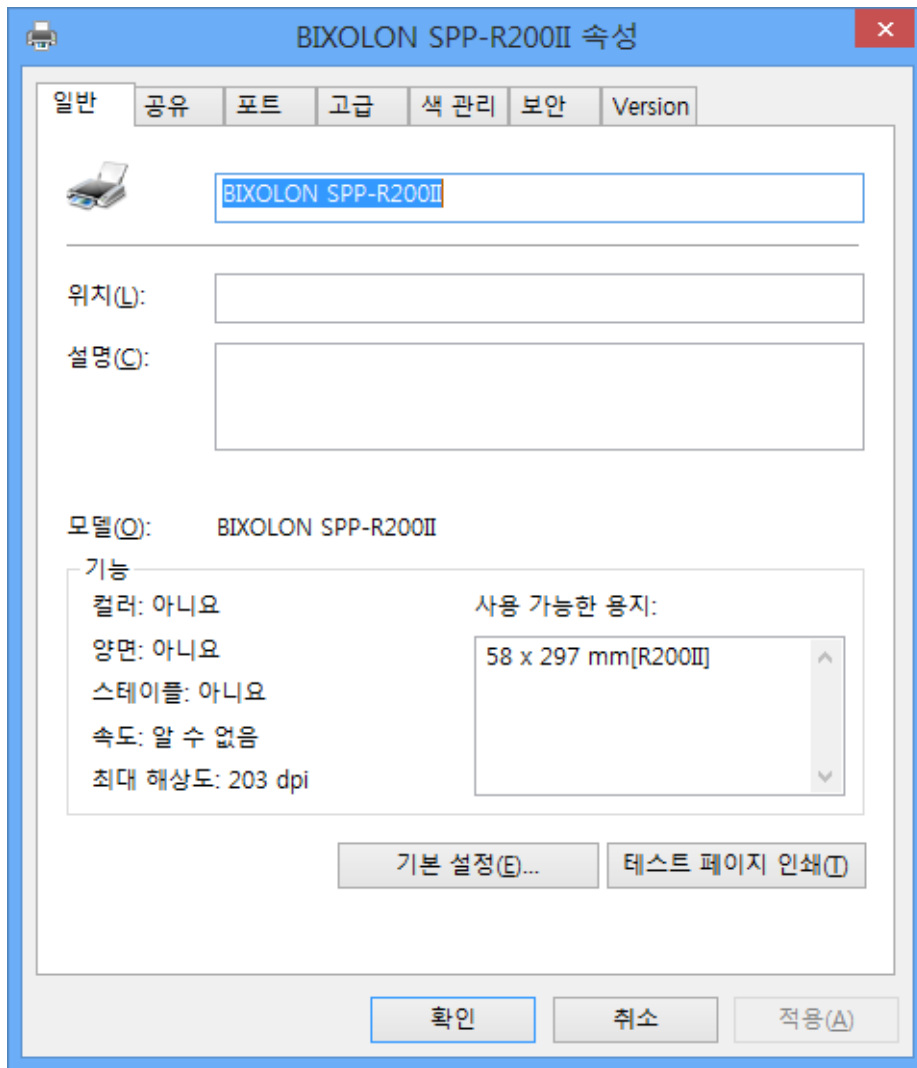 BIXOLON SPP-R200II 속성
일반 공유 포트 고급 색 관리 보안 Version
BIXOLON SPP-R200II
위치(L):
설명(C):
모델(O): BIXOLON SPP-R200II
기능
컬러: 아니요
양면: 아니요
스테이플: 아니요
속도: 알 수 없음
최대 해상도: 203 dpi
사용 가능한 용지:
58 x 297 mm[R200II]
기본 설정(E)... 테스트 페이지 인쇄(T)
확인 취소 적용(A)